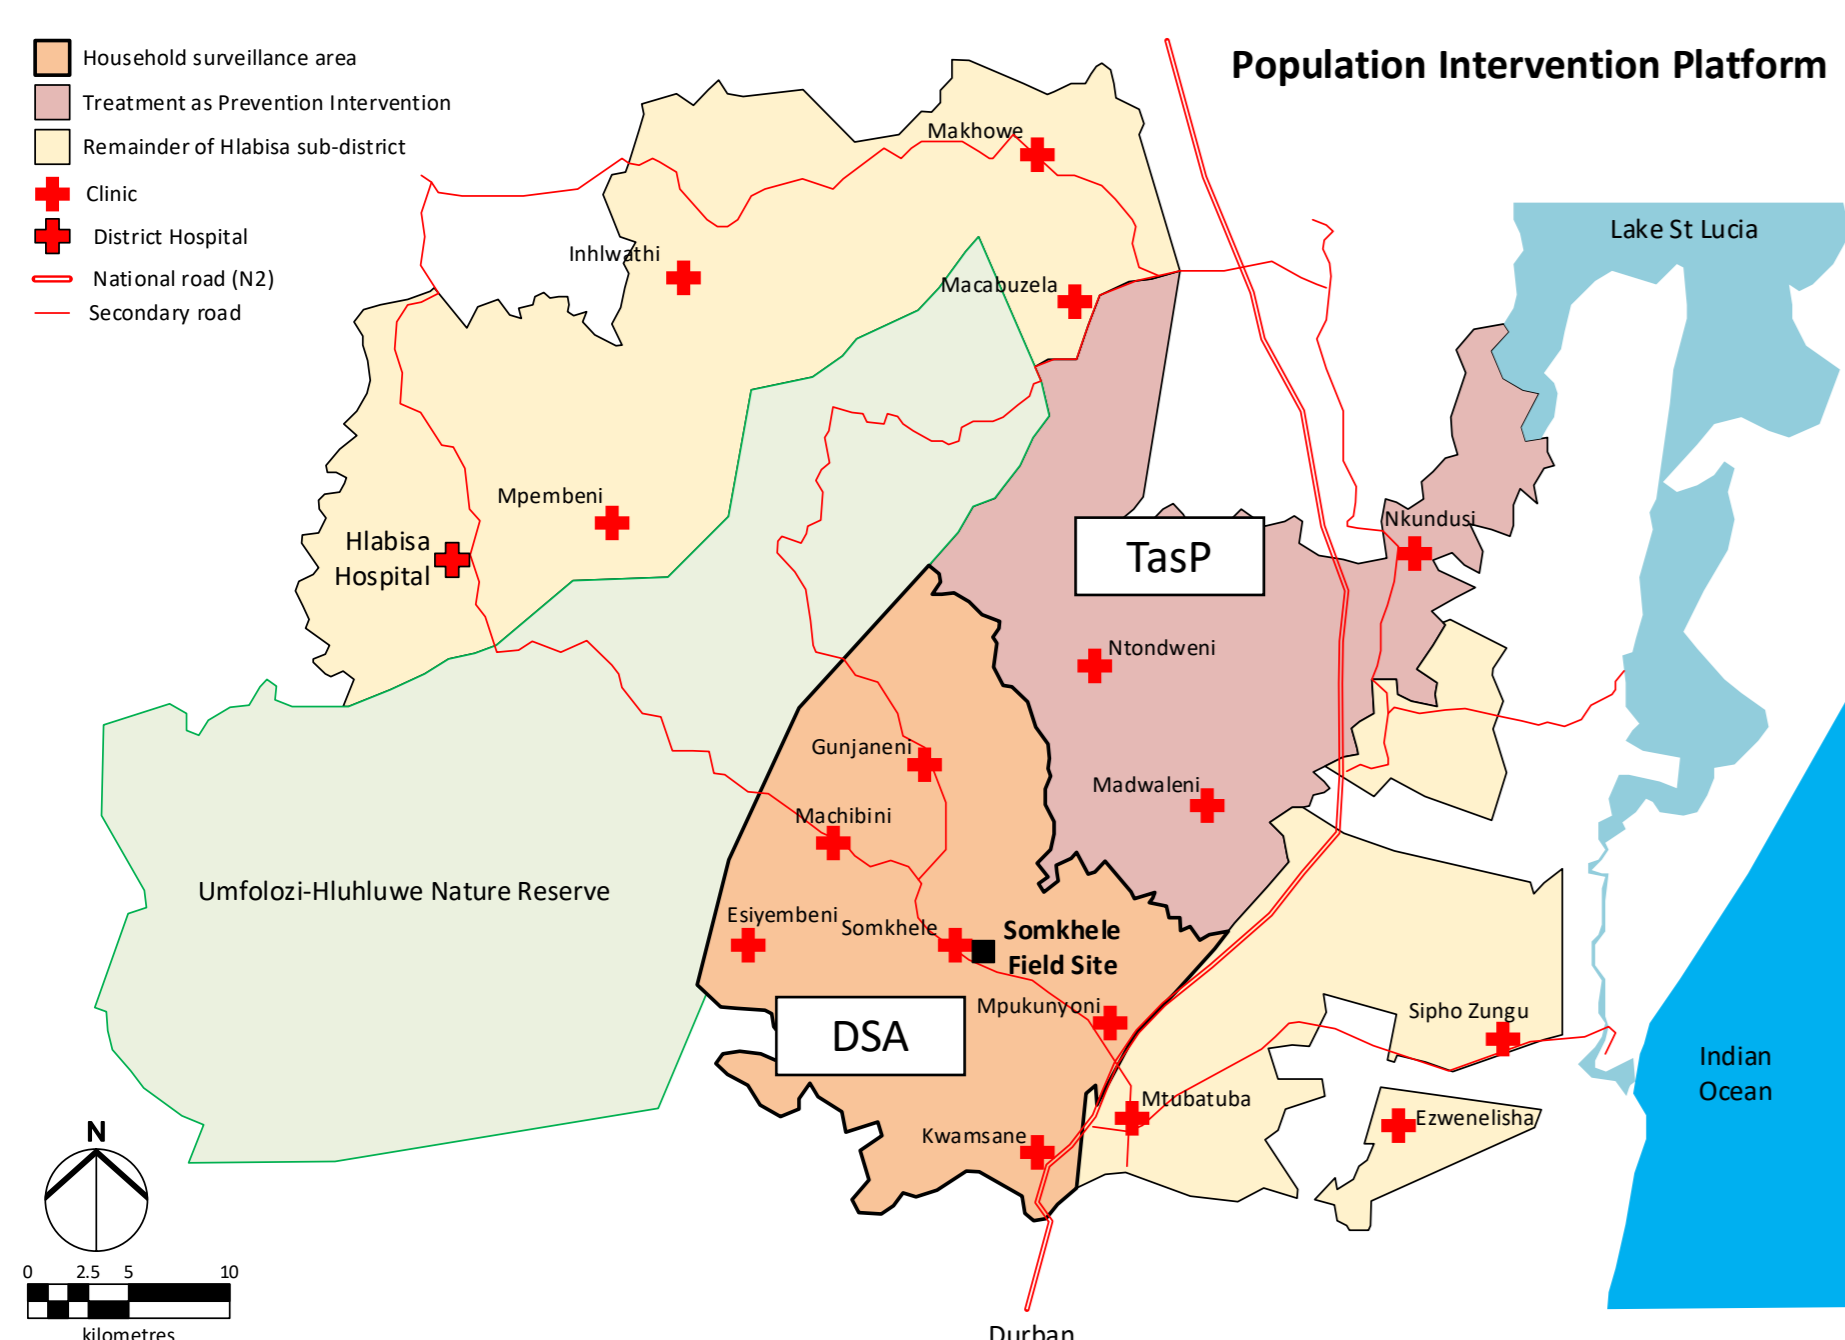 Population Intervention Platform
Household surveillance area
Treatment as Prevention Intervention
Remainder of Hlabisa sub-district
Clinic
District Hospital
National road (N2)
Secondary road
Makhowe
Lake St Lucia
Inhlwathi
Macabuzela
Mpembeni
Nkundusi
Hlabisa
Hospital
TasP
Ntondweni
Gunjaneni
Madwaleni
Machibini
Umfolozi-Hluhluwe Nature Reserve
Esiyembeni
Somkhele
Somkhele
Field Site
Mpukunyoni
Sipho Zungu
DSA
Indian
Ocean
Mtubatuba
Ezwenelisha
Kwamsane
N
0 2.5 5 10
kilometres
Durban